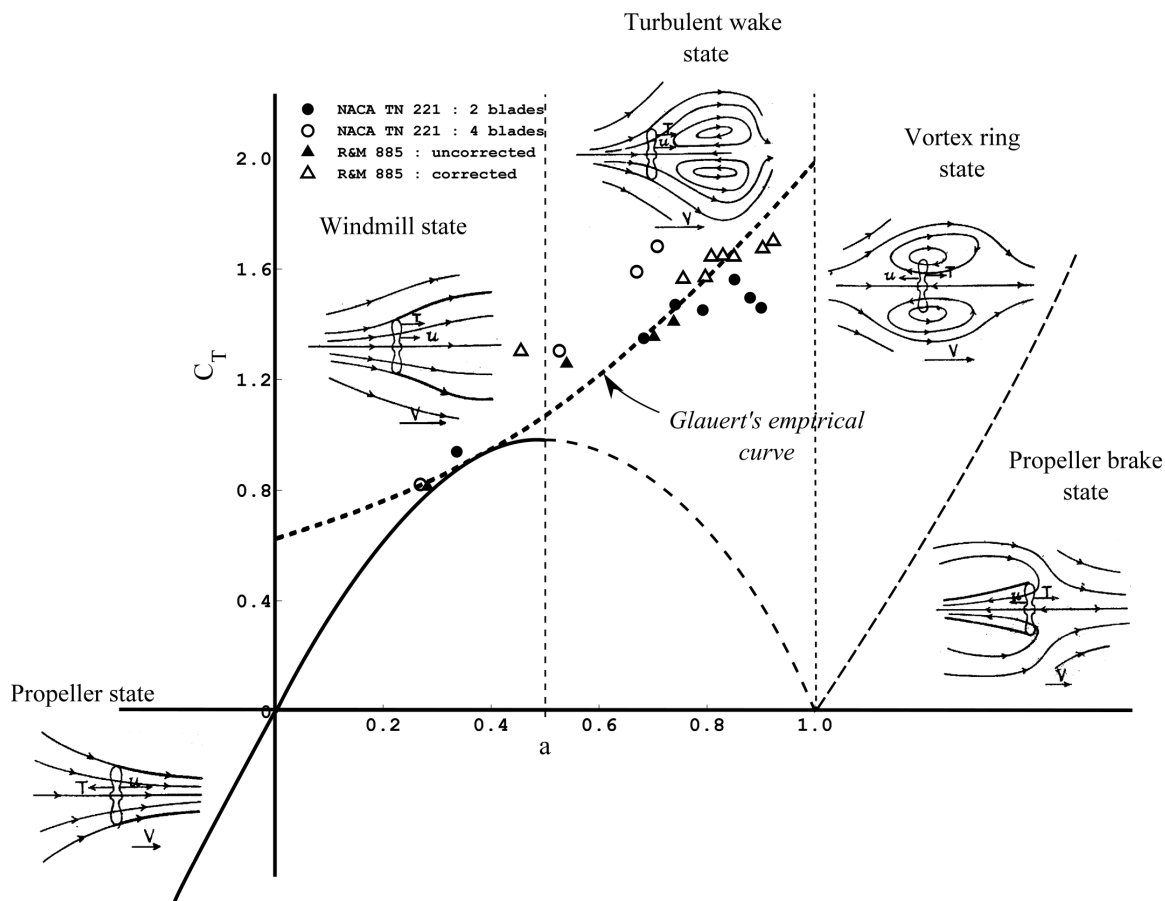 Turbulent wake
state
NACA TN 221 : 2 blades
NACA TN 221 : 4 blades
R&M 885 : uncorrected
R&M 885 : corrected
T
u
V
Vortex ring
state
u
T
V
Windmill state
T
u
V
2.0
1.6
1.2
0.8
0.4
0
C_T
Glauert's empirical
curve
Propeller brake
state
u
T
V
Propeller state
T
u
V
0.2
0.4
0.6
0.8
1.0
a